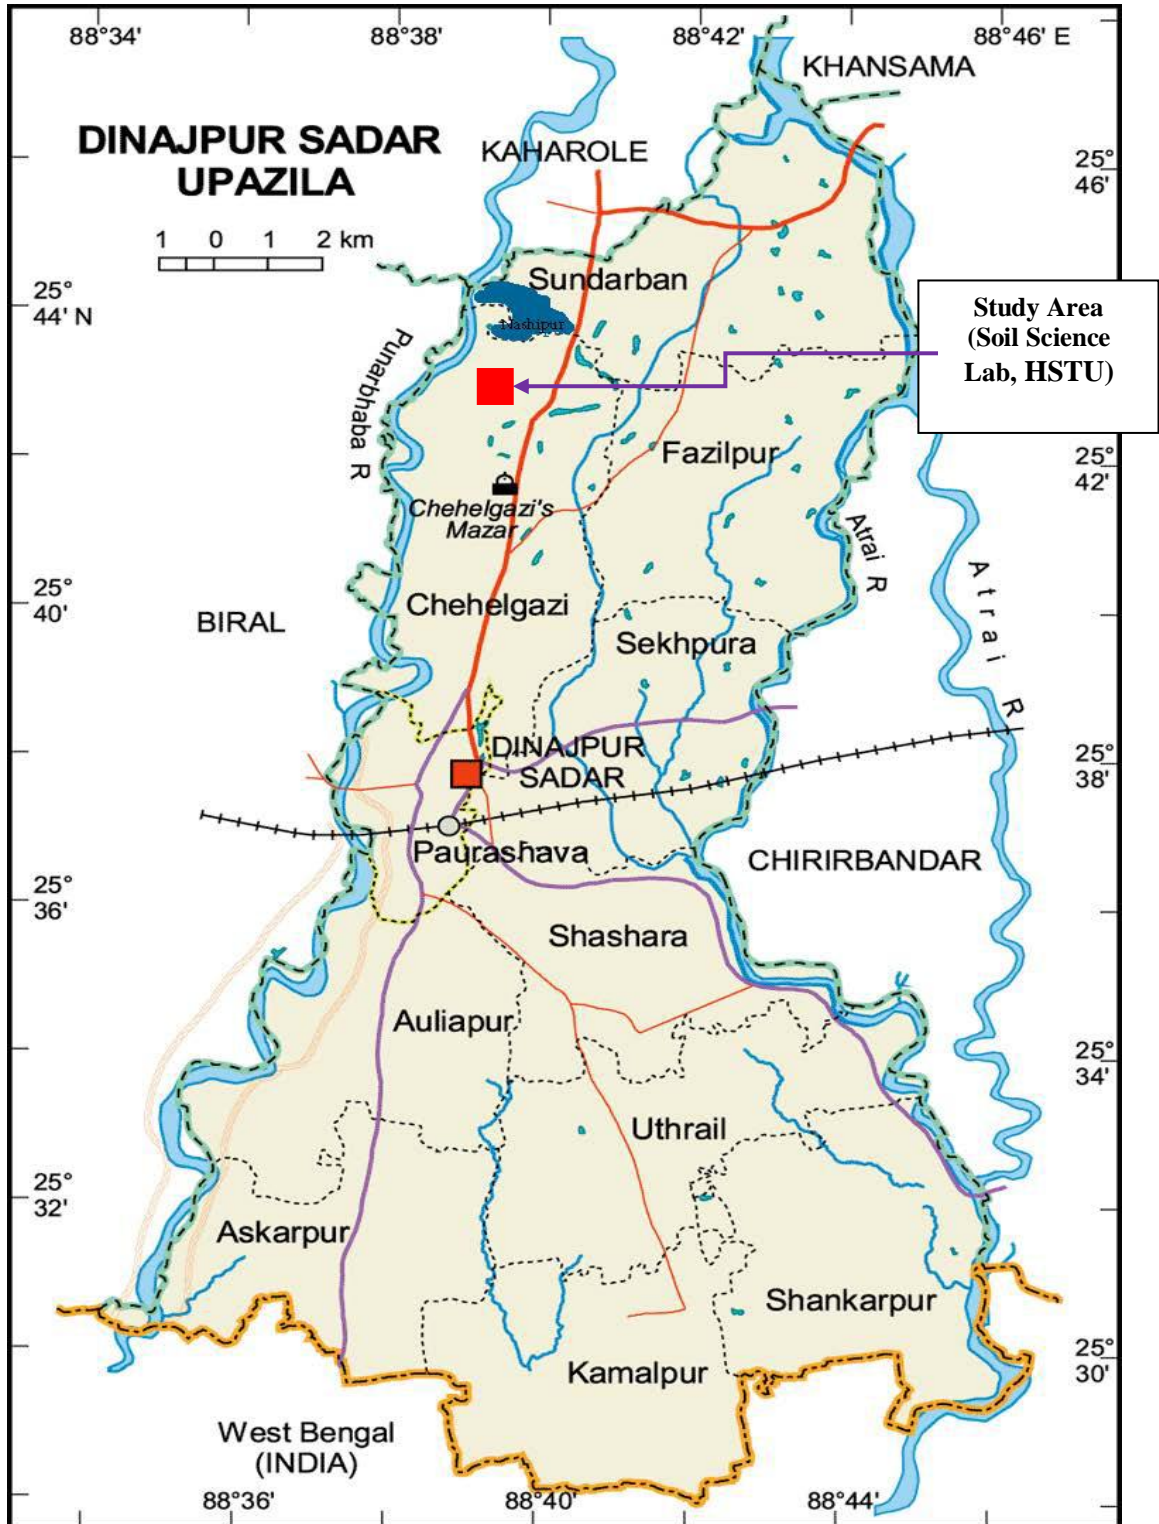 88°34'
88°38'
88°42'
88°46' E
KHANSAMA
DINAJPUR SADAR
UPAZILA
KAHAROLE
25°
46'
1 0 1 2 km
Sundarban
25°
44' N
Nashipur
Study Area
(Soil Science
Lab, HSTU)
Punarbhaba R
Fazilpur
25°
42'
Chehelgazi's
Mazar
Atrai R
Atrai R
25°
40'
Chehelgazi
BIRAL
Sekhpura
DINAJPUR
SADAR
25°
38'
Paurashava
CHIRIRBANDAR
25°
36'
Shashara
Auliapur
25°
34'
Uthrail
25°
32'
Askarpur
Shankarpur
25°
30'
Kamalpur
West Bengal
(INDIA)
88°36'
88°40'
88°44'